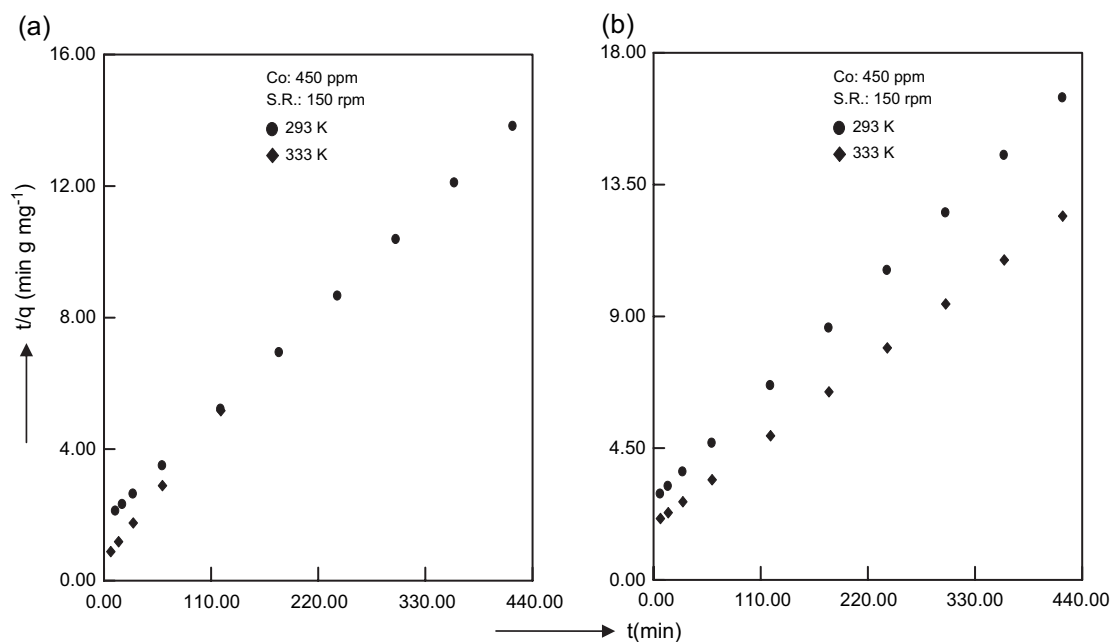 (a)
16.00
12.00
8.00
4.00
0.00
0.00 110.00 220.00 330.00 440.00
Co: 450 ppm
S.R.: 150 rpm
293 K
333 K
t/q (min g mg⁻¹)
(b)
18.00
13.50
9.00
4.50
0.00
0.00 110.00 220.00 330.00 440.00
Co: 450 ppm
S.R.: 150 rpm
293 K
333 K
t(min)